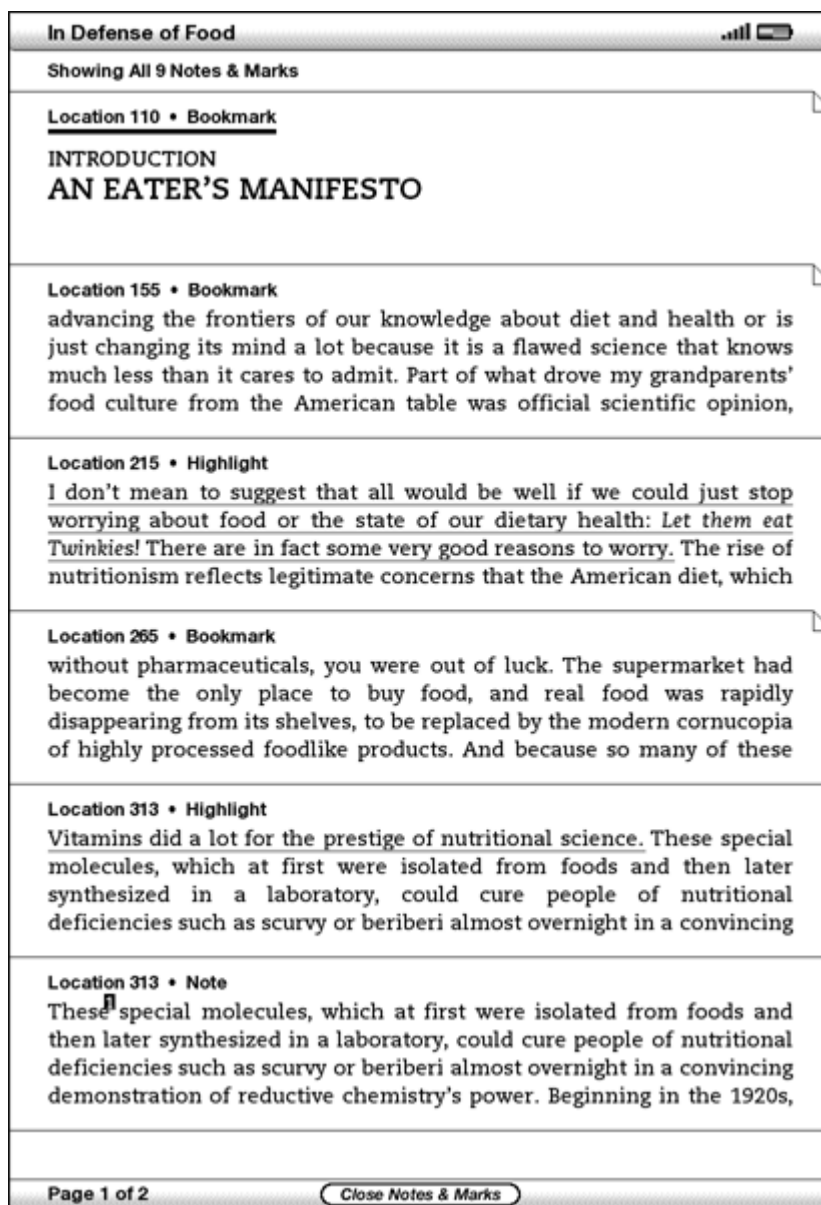 In Defense of Food
Showing All 9 Notes & Marks
Location 110 • Bookmark
INTRODUCTION
AN EATER'S MANIFESTO
Location 155 • Bookmark
advancing the frontiers of our knowledge about diet and health or is
just changing its mind a lot because it is a flawed science that knows
much less than it cares to admit. Part of what drove my grandparents'
food culture from the American table was official scientific opinion,
Location 215 • Highlight
I don't mean to suggest that all would be well if we could just stop
worrying about food or the state of our dietary health: Let them eat
Twinkies! There are in fact some very good reasons to worry. The rise of
nutritionism reflects legitimate concerns that the American diet, which
Location 265 • Bookmark
without pharmaceuticals, you were out of luck. The supermarket had
become the only place to buy food, and real food was rapidly
disappearing from its shelves, to be replaced by the modern cornucopia
of highly processed foodlike products. And because so many of these
Location 313 • Highlight
Vitamins did a lot for the prestige of nutritional science. These special
molecules, which at first were isolated from foods and then later
synthesized in a laboratory, could cure people of nutritional
deficiencies such as scurvy or beriberi almost overnight in a convincing
Location 313 • Note
These 1 special molecules, which at first were isolated from foods and
then later synthesized in a laboratory, could cure people of nutritional
deficiencies such as scurvy or beriberi almost overnight in a convincing
demonstration of reductive chemistry's power. Beginning in the 1920s,
Page 1 of 2
Close Notes & Marks